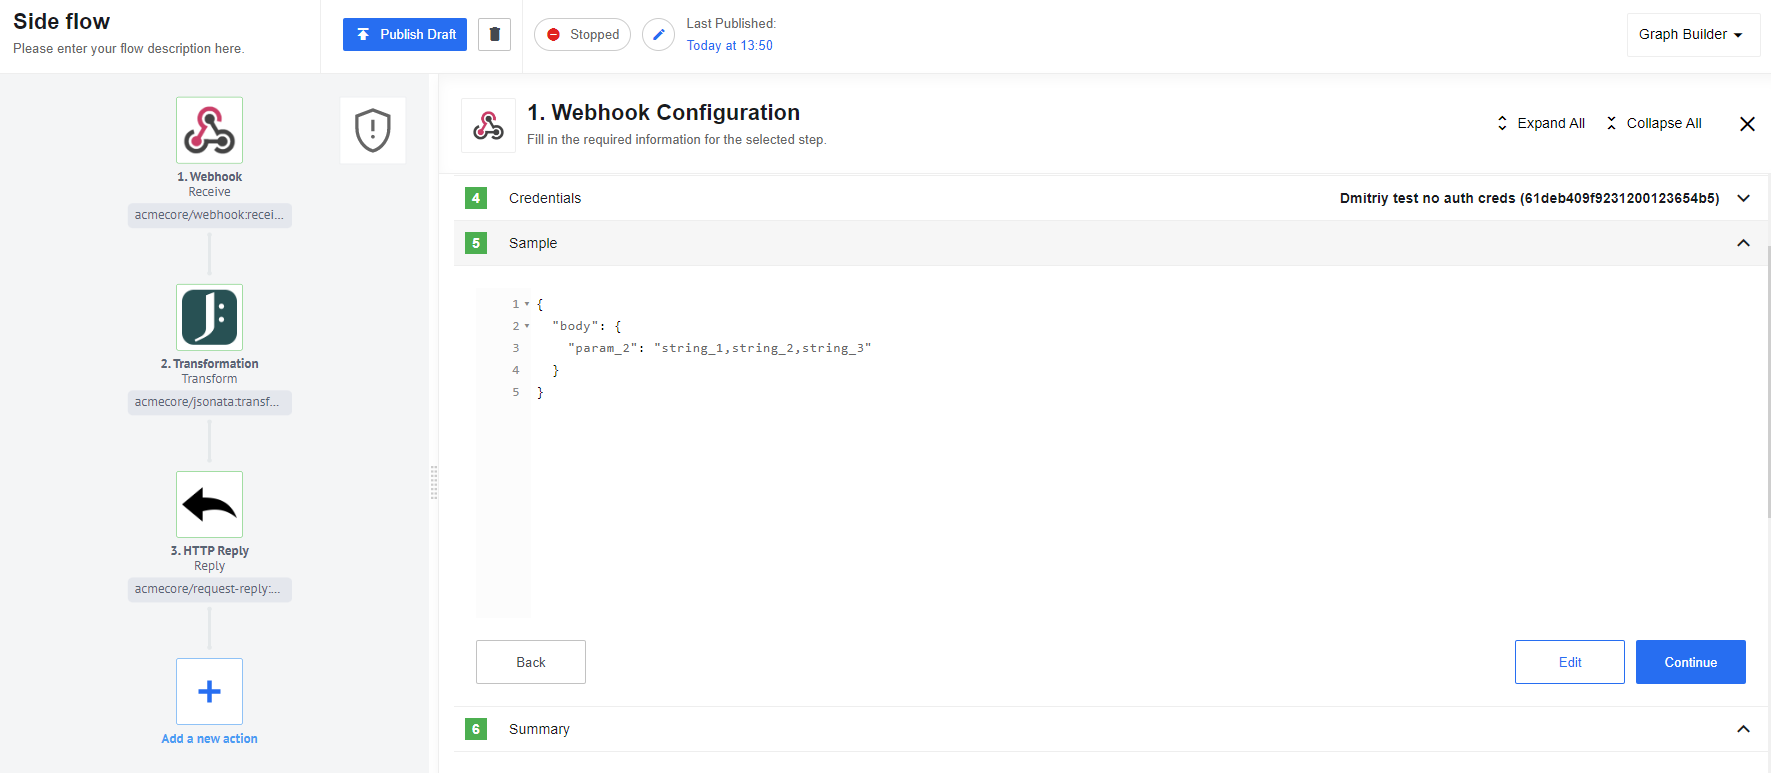 Side flow
Please enter your flow description here.
Publish Draft
Stopped
Last Published:
Today at 13:50
Graph Builder
1. Webhook
Receive
acmecore/webhook:recei...
J:
2. Transformation
Transform
acmecore/jsonata:transf...
3. HTTP Reply
Reply
acmecore/request-reply:...
Add a new action
1. Webhook Configuration
Fill in the required information for the selected step.
Expand All
Collapse All
4 Credentials Dmitriy test no auth creds (61deb409f9231200123654b5)
5 Sample
1 {
2 "body": {
3 "param_2": "string_1,string_2,string_3"
4 }
5 }
Back
Edit
Continue
6 Summary